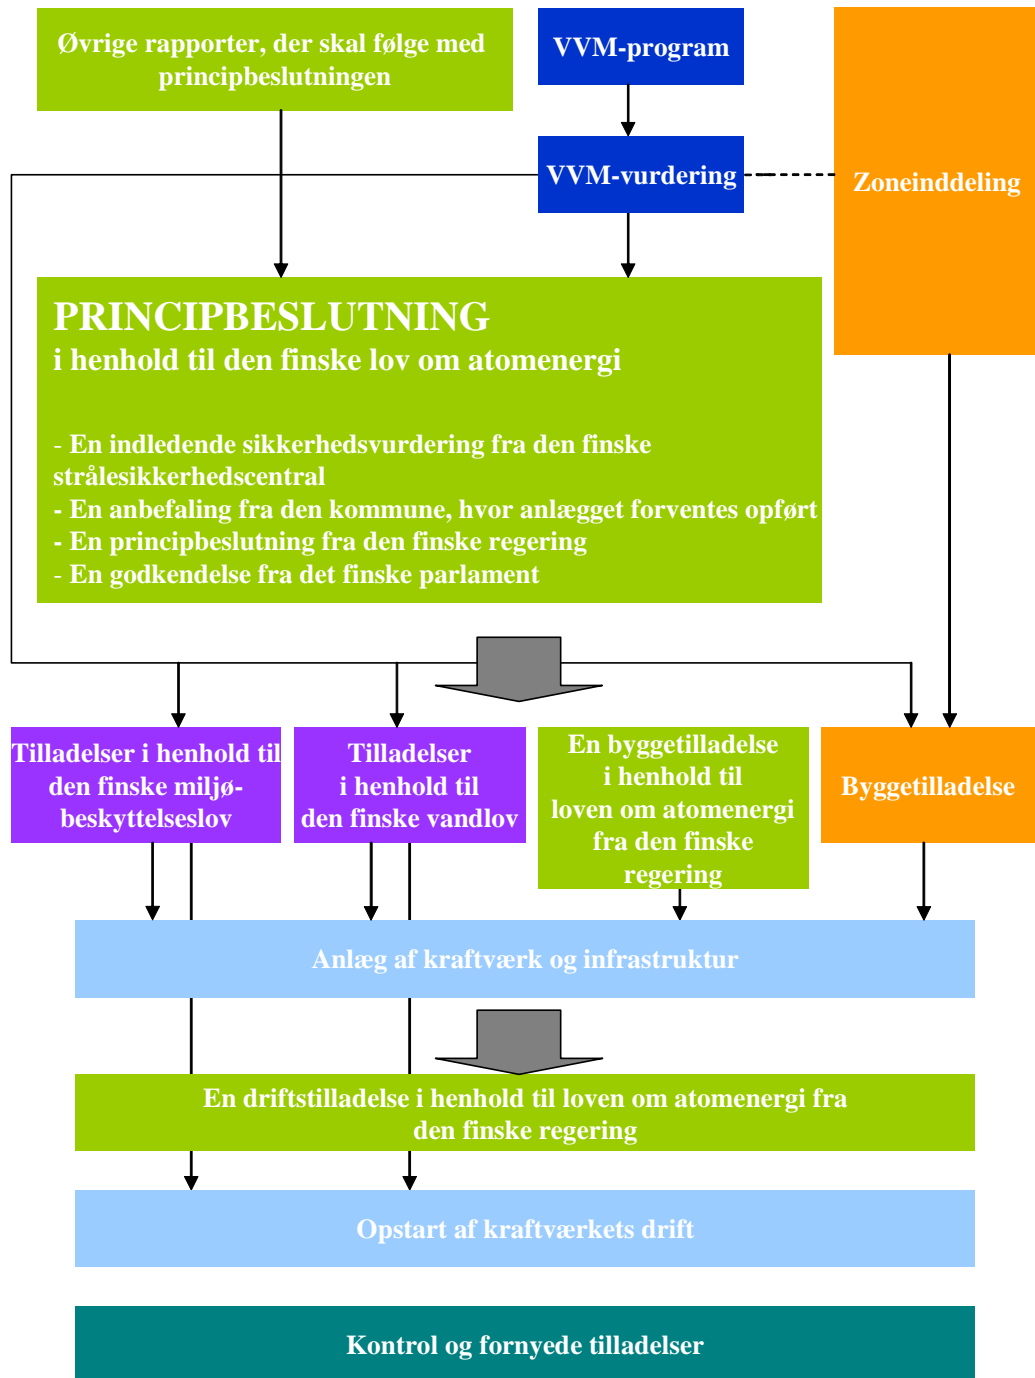 Øvrige rapporter, der skal følge med
principbeslutningen
VVM-program
VVM-vurdering
Zoneinddeling
PRINCIPBESLUTNING
i henhold til den finske lov om atomenergi
- En indledende sikkerhedsvurdering fra den finske
strålesikkerhedscentral
- En anbefaling fra den kommune, hvor anlægget forventes opført
- En principbeslutning fra den finske regering
- En godkendelse fra det finske parlament
Tilladelser i henhold til
den finske miljø-
beskyttelseslov
Tilladelser
i henhold til
den finske vandlov
En byggetilladelse
i henhold til
loven om atomenergi
fra den finske
regering
Byggetilladelse
Anlæg af kraftværk og infrastruktur
En driftstilladelse i henhold til loven om atomenergi fra
den finske regering
Opstart af kraftværkets drift
Kontrol og fornyede tilladelser